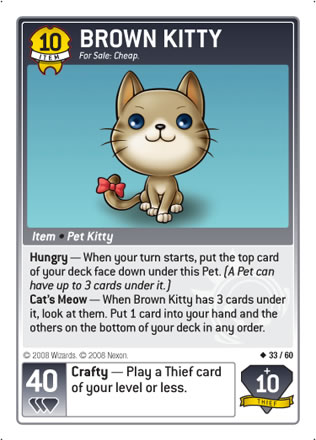 10
ITEM
BROWN KITTY
For Sale: Cheap.
Item • Pet Kitty
Hungry — When your turn starts, put the top card
of your deck face down under this Pet. (A Pet can
have up to 3 cards under it.)
Cat's Meow — When Brown Kitty has 3 cards under
it, look at them. Put 1 card into your hand and the
others on the bottom of your deck in any order.
© 2008 Wizards. © 2008 Nexon.
◆ 33 / 60
40
Crafty — Play a Thief card
of your level or less.
+
10
THIEF